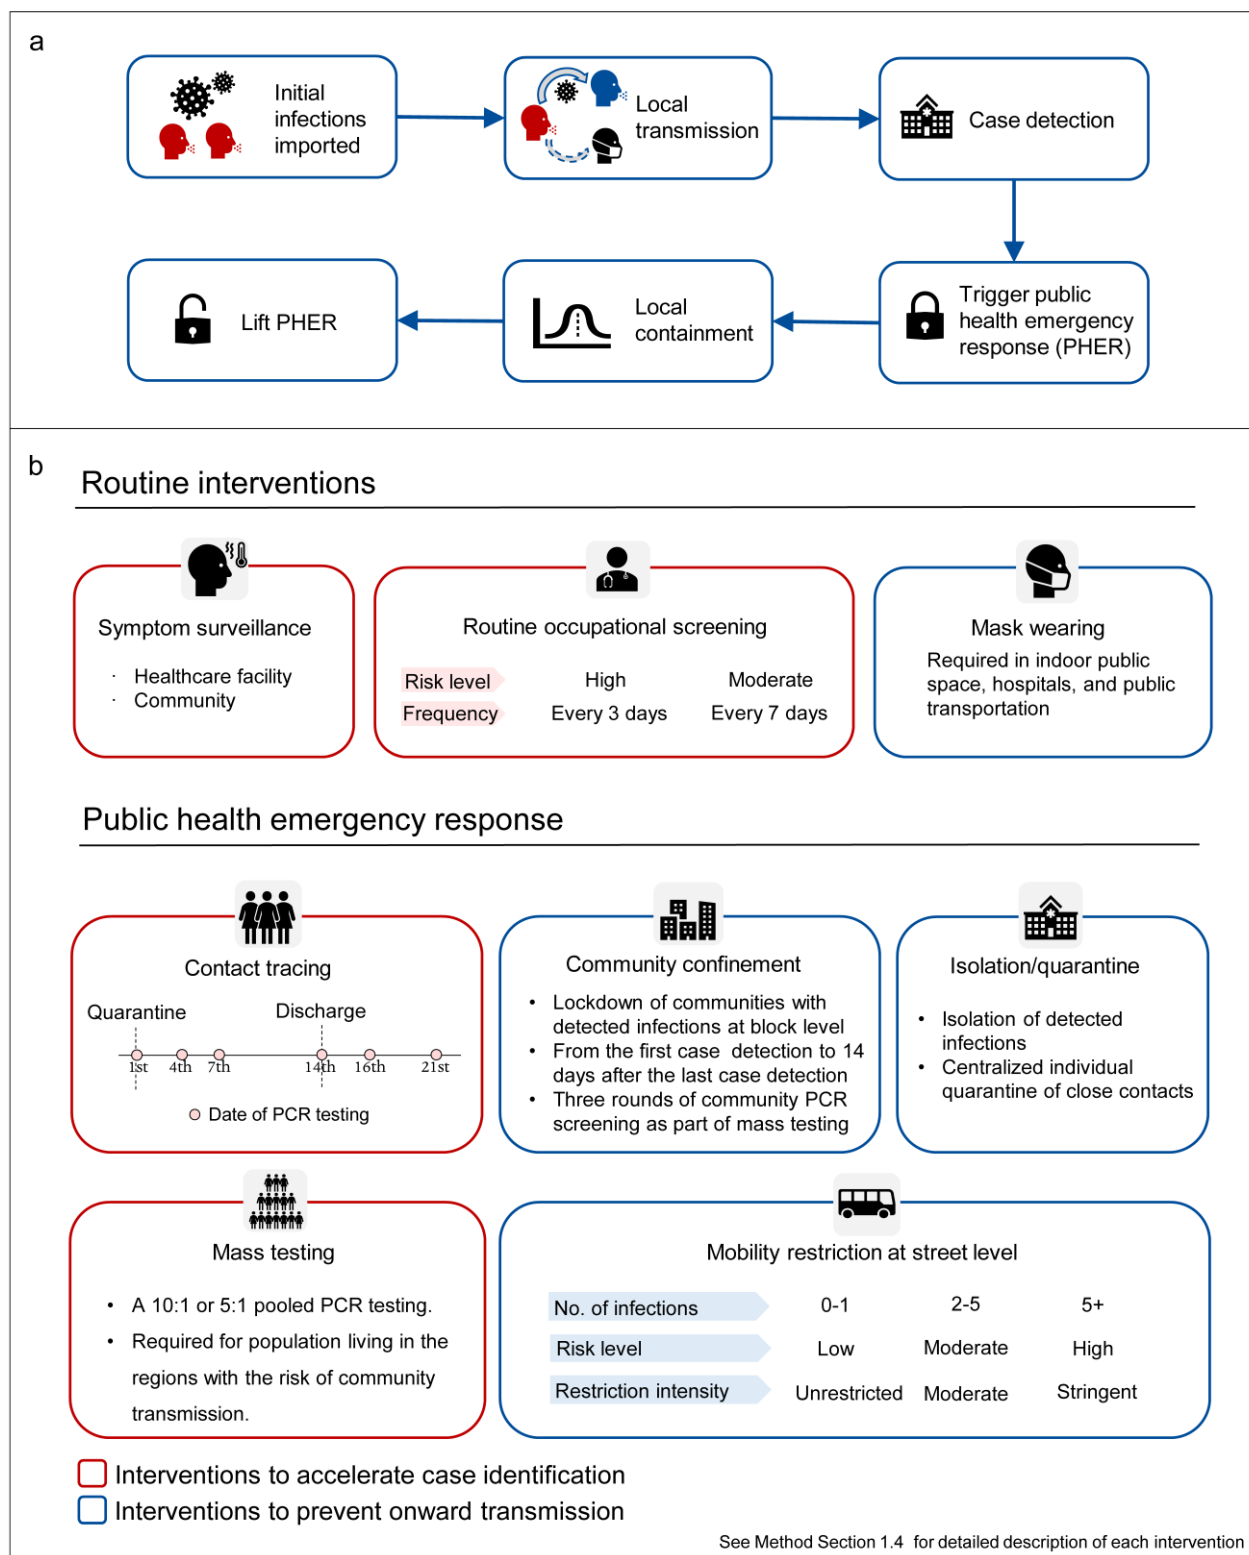 a
Initial
infections
imported
Local
transmission
Case detection
Lift PHER
Local
containment
Trigger public
health emergency
response (PHER)
b
Routine interventions
Symptom surveillance
· Healthcare facility
· Community
Routine occupational screening
Risk level High Moderate
Frequency Every 3 days Every 7 days
Mask wearing
Required in indoor public
space, hospitals, and public
transportation
Public health emergency response
Contact tracing
Quarantine Discharge
1st 4th 7th 14th 16th 21st
Date of PCR testing
Community confinement
• Lockdown of communities with
detected infections at block level
• From the first case detection to 14
days after the last case detection
• Three rounds of community PCR
screening as part of mass testing
Isolation/quarantine
• Isolation of detected
infections
• Centralized individual
quarantine of close contacts
Mass testing
• A 10:1 or 5:1 pooled PCR testing.
• Required for population living in the
regions with the risk of community
transmission.
Mobility restriction at street level
No. of infections 0-1 2-5 5+
Risk level Low Moderate High
Restriction intensity Unrestricted Moderate Stringent
Interventions to accelerate case identification
Interventions to prevent onward transmission
See Method Section 1.4 for detailed description of each intervention